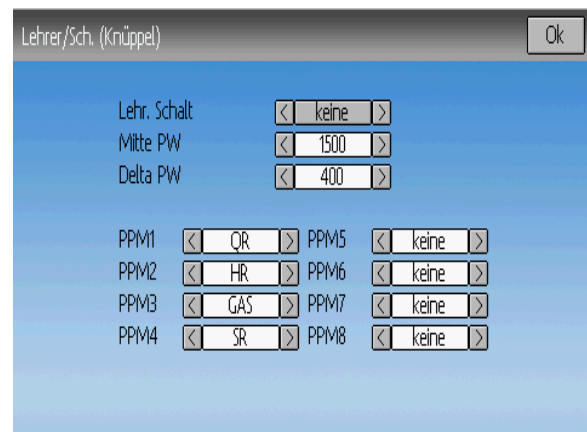 Lehrer/Sch. (Knüppel) Ok
Lehr. Schalt < keine >
Mitte PW < 1500 >
Delta PW < 400 >
PPM1 < QR > PPM5 < keine >
PPM2 < HR > PPM6 < keine >
PPM3 < GAS > PPM7 < keine >
PPM4 < SR > PPM8 < keine >